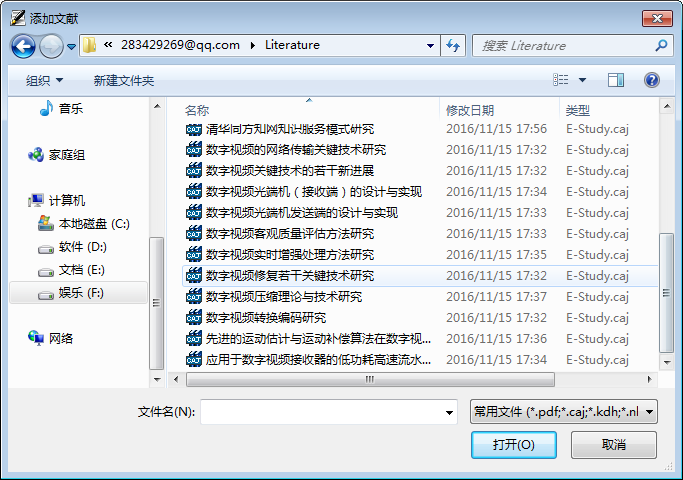 添加文献
« 283429269@qq.com Literature
搜索 Literature
组织 新建文件夹
音乐
家庭组
计算机
本地磁盘 (C:)
软件 (D:)
文档 (E:)
娱乐 (F:)
网络
名称 修改日期 类型
清华同方知网知识服务模式研究 2016/11/15 17:56 E-Study.caj
数字视频的网络传输关键技术研究 2016/11/15 17:32 E-Study.caj
数字视频关键技术的若干新进展 2016/11/15 17:32 E-Study.caj
数字视频光端机（接收端）的设计与实现 2016/11/15 17:34 E-Study.caj
数字视频光端机发送端的设计与实现 2016/11/15 17:33 E-Study.caj
数字视频客观质量评估方法研究 2016/11/15 17:33 E-Study.caj
数字视频实时增强处理方法研究 2016/11/15 17:35 E-Study.caj
数字视频修复若干关键技术研究 2016/11/15 17:32 E-Study.caj
数字视频压缩理论与技术研究 2016/11/15 17:37 E-Study.caj
数字视频转换编码研究 2016/11/15 17:32 E-Study.caj
先进的运动估计与运动补偿算法在数字视... 2016/11/15 17:36 E-Study.caj
应用于数字视频接收器的低功耗高速流水... 2016/11/15 17:34 E-Study.caj
文件名(N): 常用文件 (*.pdf;*.caj;*.kdh;*.nl
打开(O) 取消